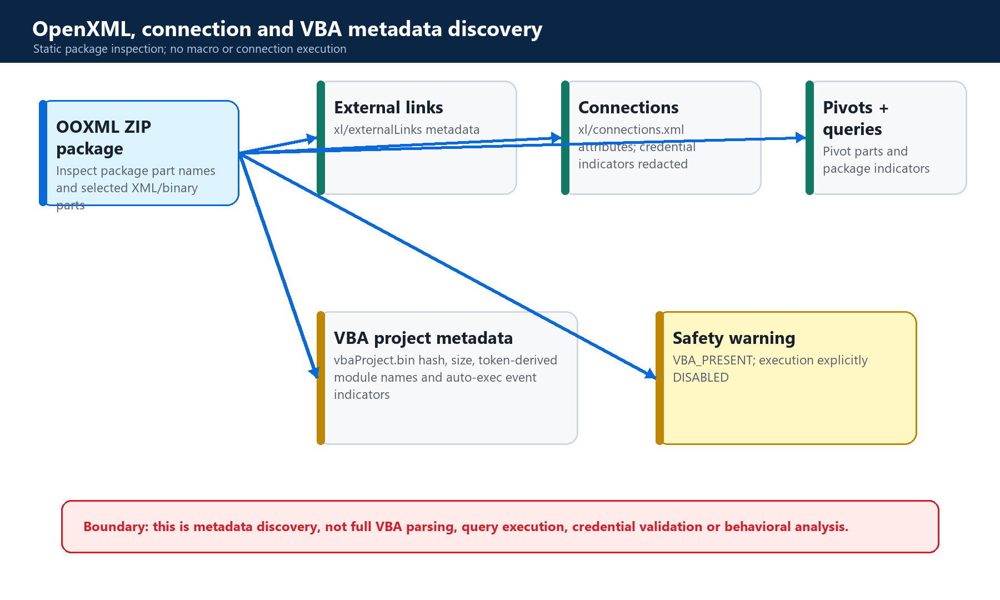 OpenXML, connection and VBA metadata discovery
Static package inspection; no macro or connection execution
OOXML ZIP
package
Inspect package part names
and selected XML/binary
parts
External links
xl/externalLinks metadata
Connections
xl/connections.xml
attributes; credential
indicators redacted
Pivots +
queries
Pivot parts and
package indicators
VBA project metadata
vbaProject.bin hash, size, token-derived
module names and auto-exec event
indicators
Safety warning
VBA_PRESENT; execution explicitly
DISABLED
Boundary: this is metadata discovery, not full VBA parsing, query execution, credential validation or behavioral analysis.